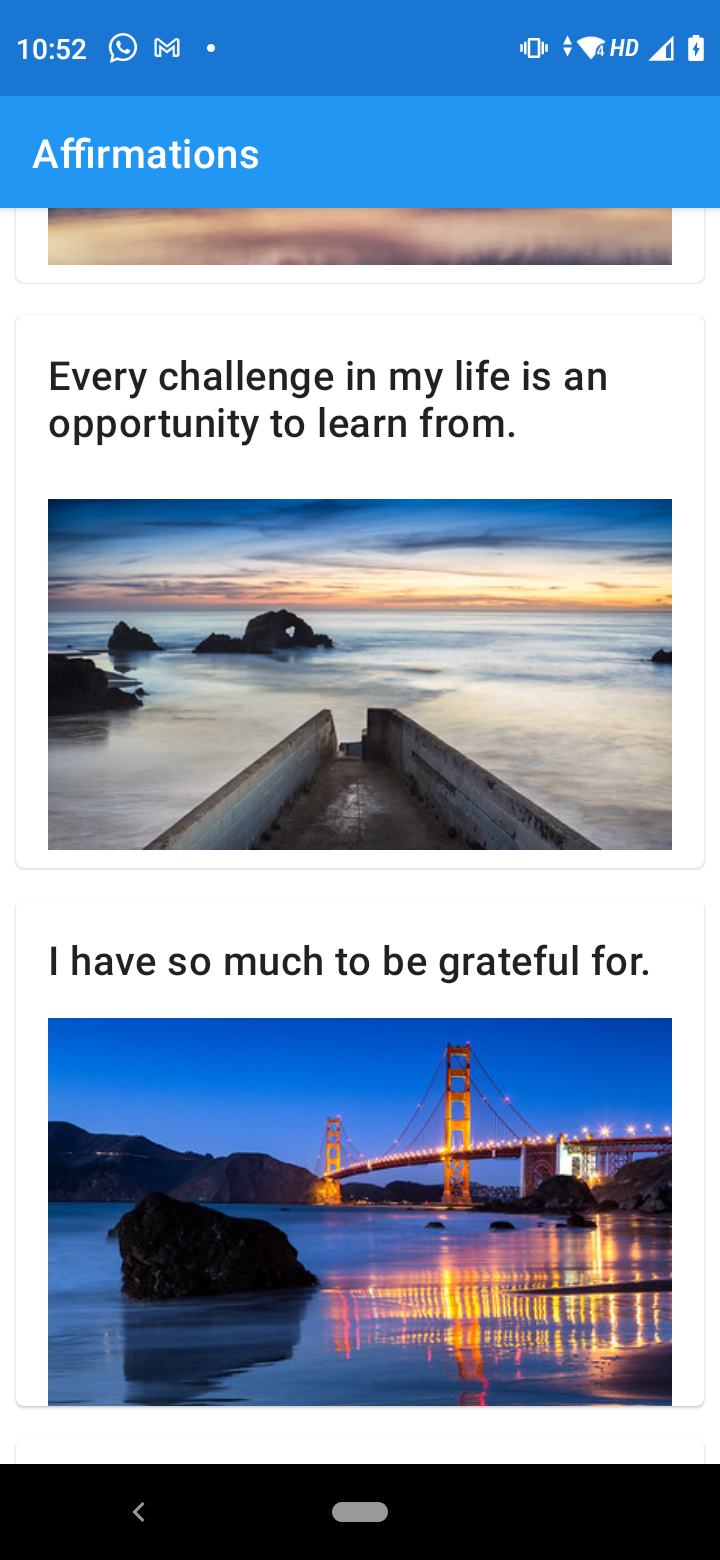 10:52
HD
Affirmations
Every challenge in my life is an
opportunity to learn from.
I have so much to be grateful for.